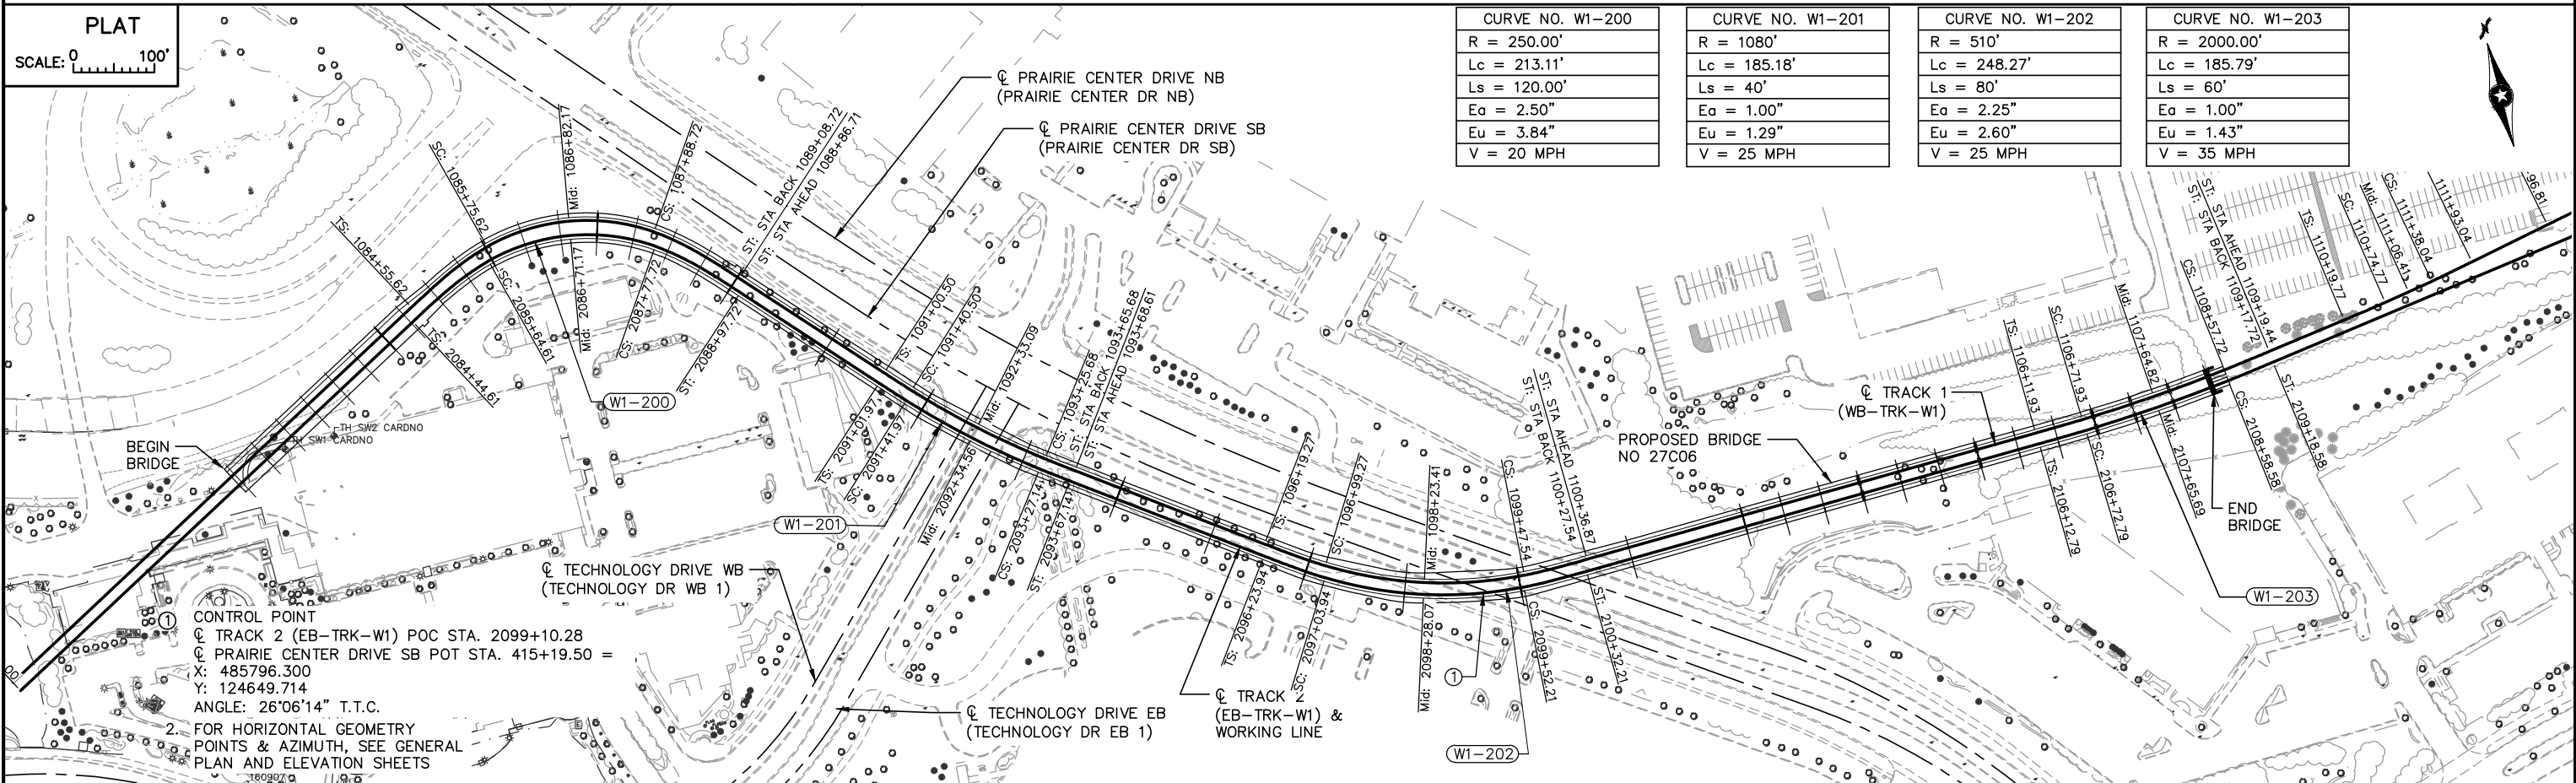 PLAT
SCALE: 0 100'
CURVE NO. W1-200
R = 250.00'
Lc = 213.11'
Ls = 120.00'
Ea = 2.50"
Eu = 3.84"
V = 20 MPH
CURVE NO. W1-201
R = 1080'
Lc = 185.18'
Ls = 40'
Ea = 1.00"
Eu = 1.29"
V = 25 MPH
CURVE NO. W1-202
R = 510'
Lc = 248.27'
Ls = 80'
Ea = 2.25"
Eu = 2.60"
V = 25 MPH
CURVE NO. W1-203
R = 2000.00'
Lc = 185.79'
Ls = 60'
Ea = 1.00"
Eu = 1.43"
V = 35 MPH
℄ PRAIRIE CENTER DRIVE NB
(PRAIRIE CENTER DR NB)
℄ PRAIRIE CENTER DRIVE SB
(PRAIRIE CENTER DR SB)
TS: 1084+55.62
SC: 1085+75.62
Mid: 1086+82.17
CS: 1087+88.72
ST: STA BACK 1089+08.72
ST: STA AHEAD 1088+86.71
TS: 2084+44.61
SC: 2085+64.61
Mid: 2086+71.17
CS: 2087+77.72
ST: 2088+97.72
W1-200
TH SW2 CARDNO
TH SW1 CARDNO
BEGIN
BRIDGE
TS: 1091+00.50
SC: 1091+40.50
Mid: 1092+33.09
CS: 1093+25.68
ST: STA BACK 1093+65.68
ST: STA AHEAD 1093+68.61
TS: 2091+01.97
SC: 2091+41.97
Mid: 2092+34.56
CS: 2093+27.14
ST: 2093+67.14
W1-201
℄ TECHNOLOGY DRIVE WB
(TECHNOLOGY DR WB 1)
℄ TECHNOLOGY DRIVE EB
(TECHNOLOGY DR EB 1)
TS: 1096+19.27
SC: 1096+99.27
Mid: 1098+23.41
CS: 1099+47.54
ST: STA BACK 1100+27.54
ST: STA AHEAD 1100+36.87
TS: 2096+23.94
SC: 2097+03.94
Mid: 2098+28.07
CS: 2099+52.21
ST: 2100+32.21
1
W1-202
℄ TRACK 2
(EB-TRK-W1) &
WORKING LINE
PROPOSED BRIDGE
NO 27C06
℄ TRACK 1
(WB-TRK-W1)
TS: 1106+11.93
SC: 1106+71.93
Mid: 1107+64.82
CS: 1108+57.72
ST: STA BACK 1109+17.72
ST: STA AHEAD 1109+19.44
TS: 1110+19.77
SC: 1110+74.77
Mid: 1111+06.41
CS: 1111+38.04
1111+93.04
96.81
TS: 2106+12.79
SC: 2106+72.79
Mid: 2107+65.69
CS: 2108+58.58
ST: 2109+18.58
END
BRIDGE
W1-203
1 CONTROL POINT
℄ TRACK 2 (EB-TRK-W1) POC STA. 2099+10.28
℄ PRAIRIE CENTER DRIVE SB POT STA. 415+19.50 =
X: 485796.300
Y: 124649.714
ANGLE: 26°06'14" T.T.C.
2. FOR HORIZONTAL GEOMETRY
POINTS & AZIMUTH, SEE GENERAL
PLAN AND ELEVATION SHEETS
160907